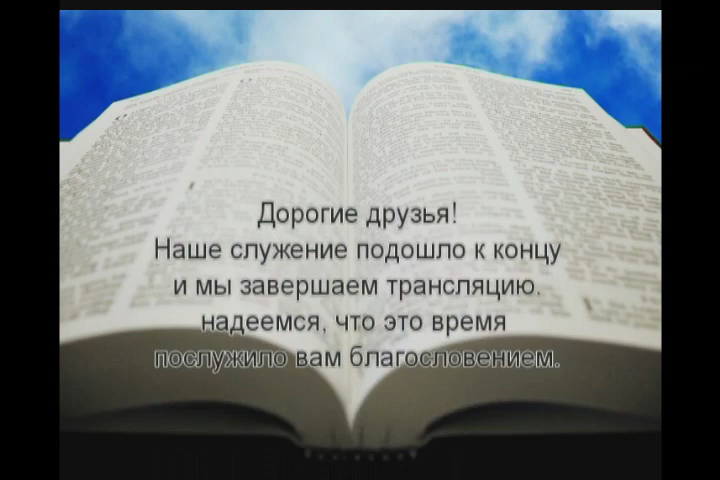 Дорогие друзья!
Наше служение подошло к концу
и мы завершаем трансляцию.
надеемся, что это время
послужило вам благословением.